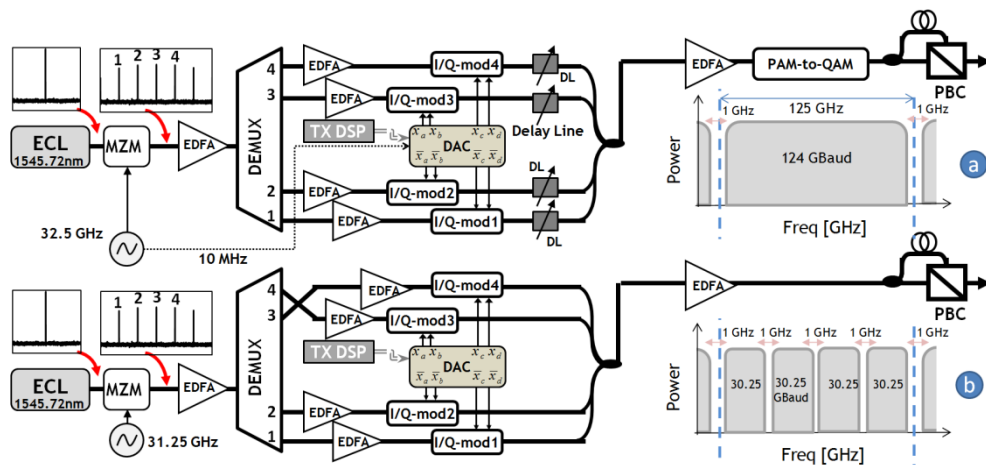 1 2 3 4
ECL
1545.72nm
MZM
EDFA
DEMUX
4
3
2
1
EDFA
EDFA
EDFA
EDFA
I/Q-mod4
I/Q-mod3
TX DSP
DAC
x_a x_b
x_c x_d
x̄_a x̄_b
x̄_c x̄_d
I/Q-mod2
I/Q-mod1
DL
Delay Line
DL
DL
32.5 GHz
10 MHz
EDFA
PAM-to-QAM
PBC
1 GHz
125 GHz
1 GHz
124 GBaud
Power
Freq [GHz]
a
1 2 3 4
ECL
1545.72nm
MZM
EDFA
DEMUX
4
3
2
1
EDFA
EDFA
EDFA
EDFA
I/Q-mod4
I/Q-mod3
TX DSP
DAC
x_a x_b
x_c x_d
x̄_a x̄_b
x̄_c x̄_d
I/Q-mod2
I/Q-mod1
31.25 GHz
EDFA
PBC
1 GHz
1 GHz
1 GHz
1 GHz
1 GHz
30.25
30.25
GBaud
30.25
30.25
Power
Freq [GHz]
b